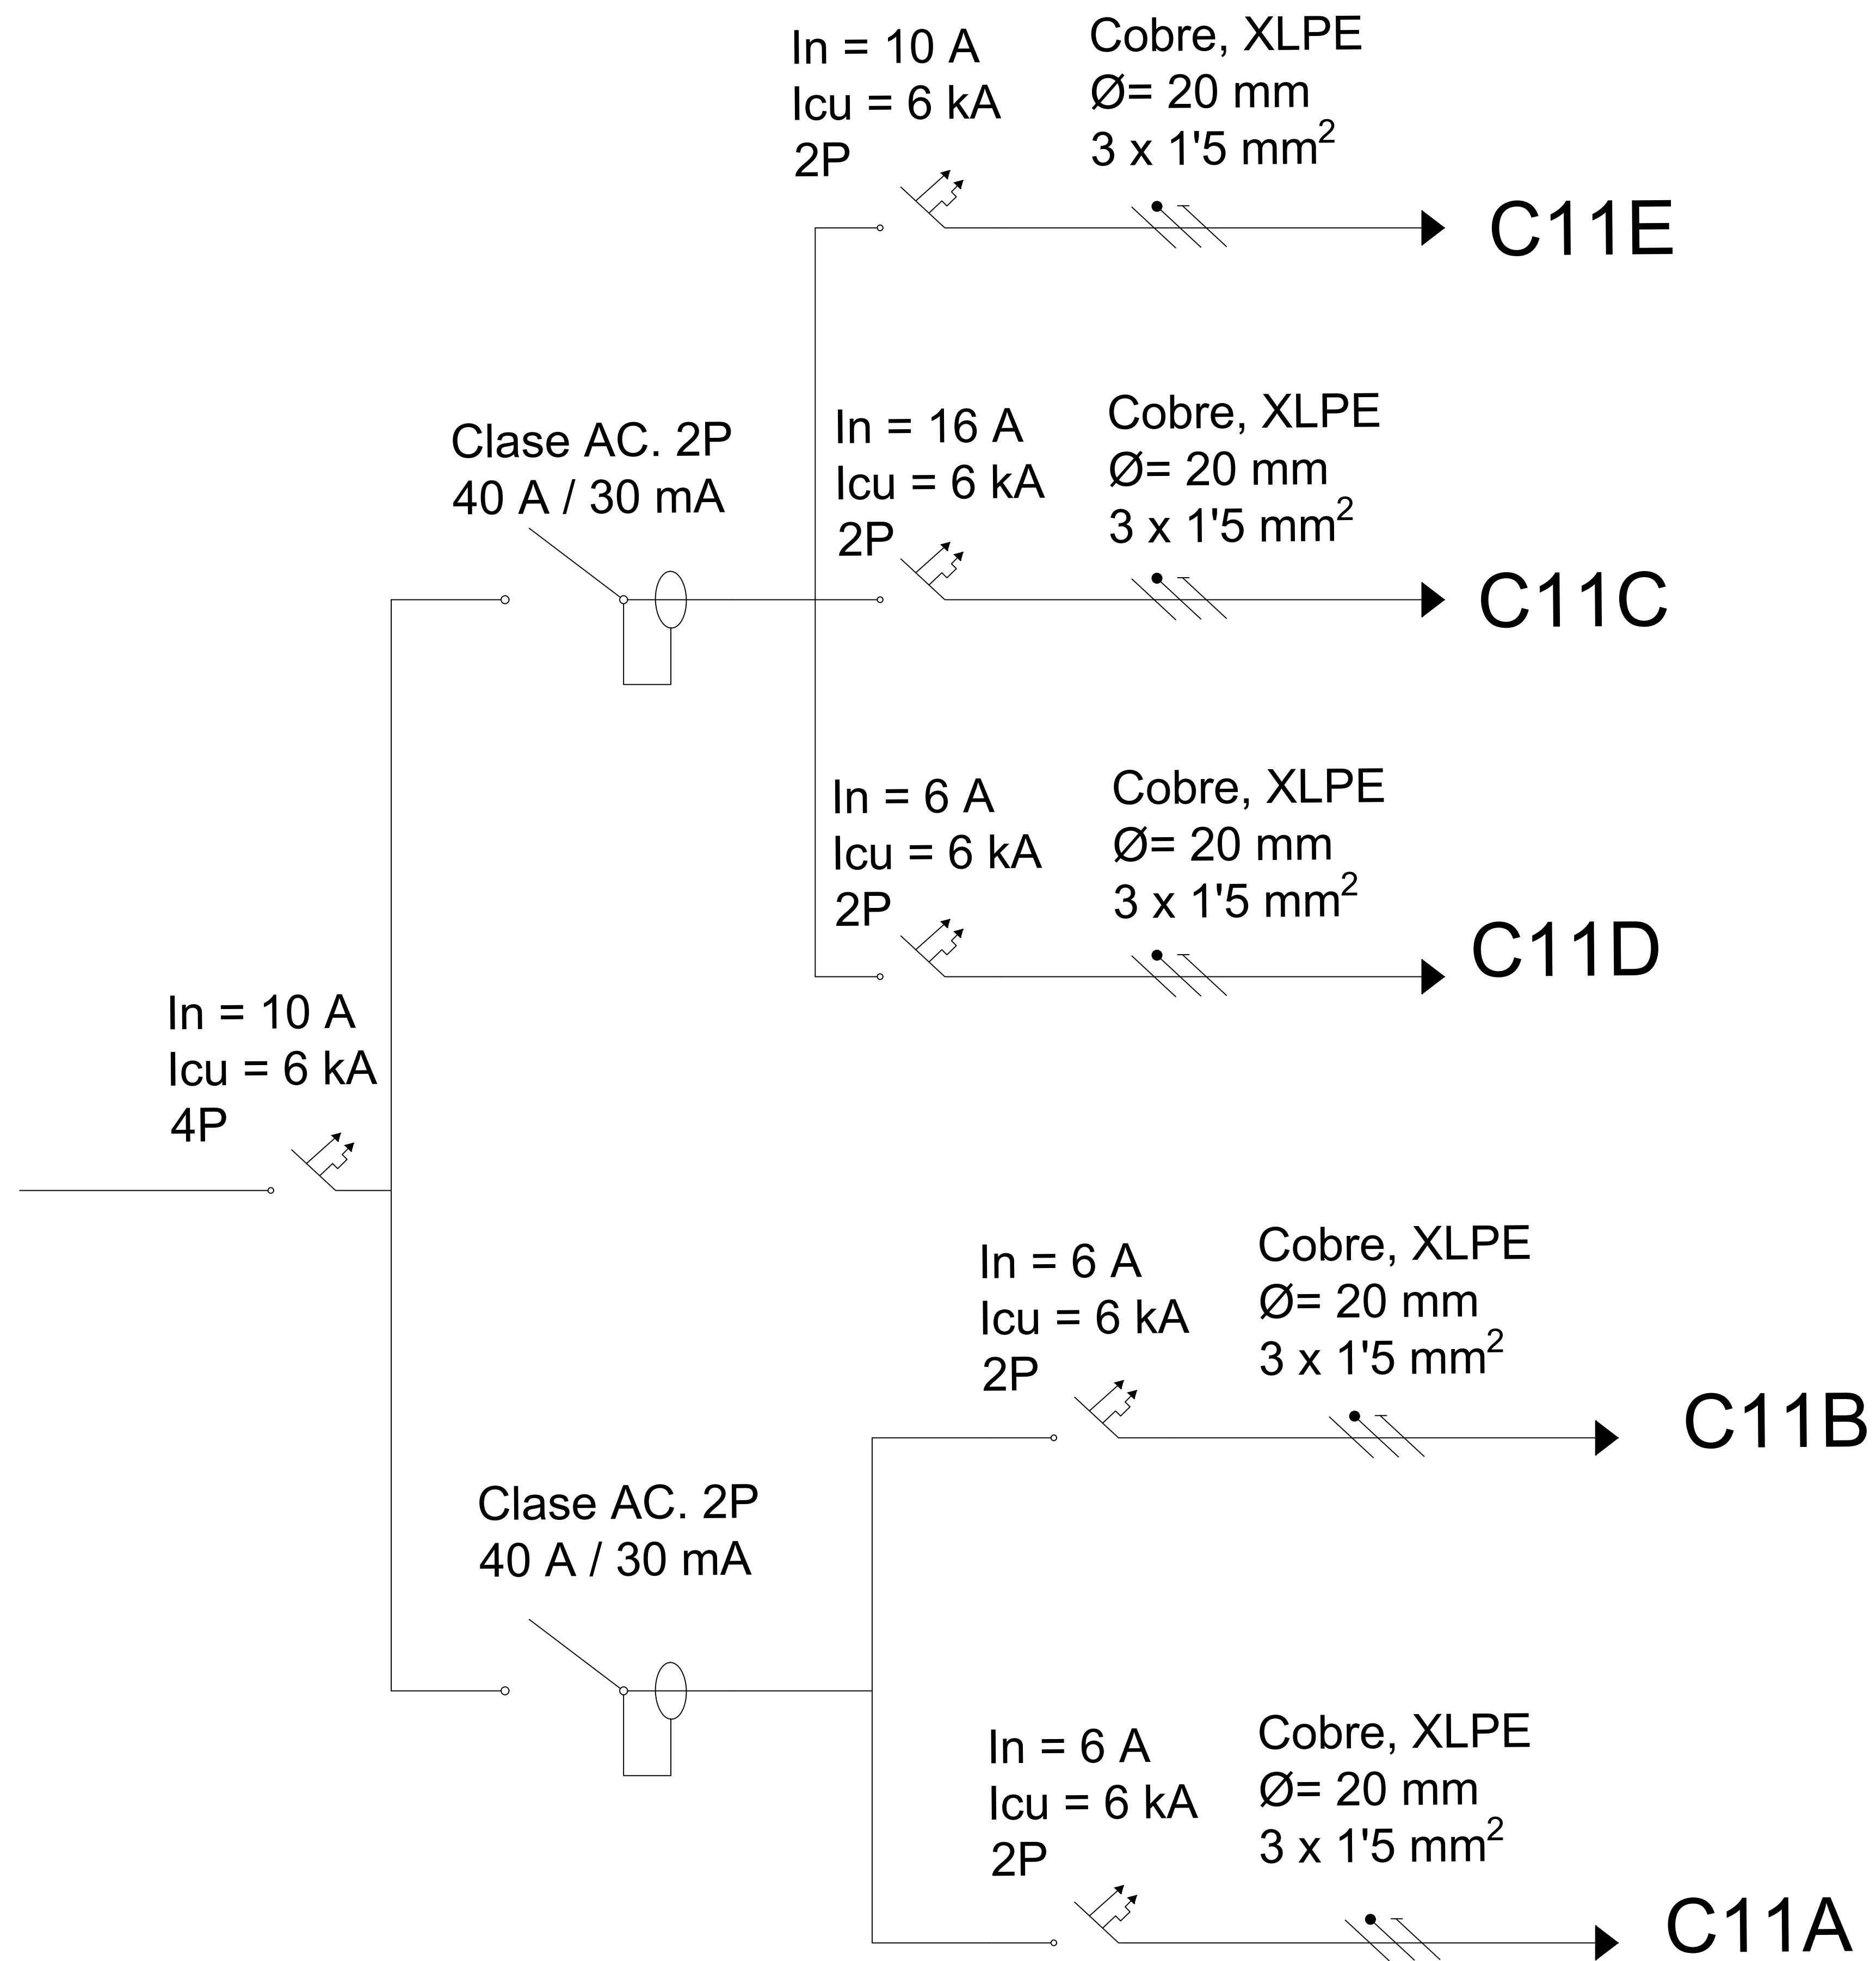 In = 10 A
Icu = 6 kA
2P
Cobre, XLPE
Ø= 20 mm
3 x 1'5 mm²
C11E
Clase AC. 2P
40 A / 30 mA
In = 16 A
Icu = 6 kA
2P
Cobre, XLPE
Ø= 20 mm
3 x 1'5 mm²
C11C
In = 6 A
Icu = 6 kA
2P
Cobre, XLPE
Ø= 20 mm
3 x 1'5 mm²
C11D
In = 10 A
Icu = 6 kA
4P
In = 6 A
Icu = 6 kA
2P
Cobre, XLPE
Ø= 20 mm
3 x 1'5 mm²
C11B
Clase AC. 2P
40 A / 30 mA
In = 6 A
Icu = 6 kA
2P
Cobre, XLPE
Ø= 20 mm
3 x 1'5 mm²
C11A